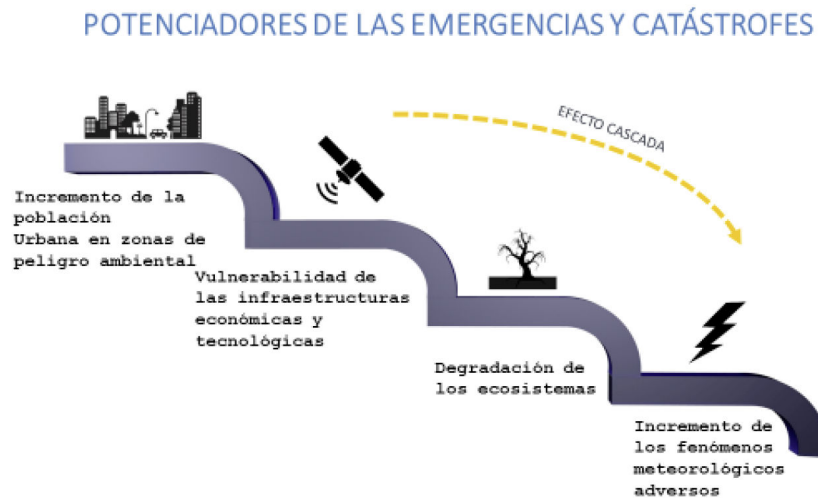 POTENCIADORES DE LAS EMERGENCIAS Y CATÁSTROFES
EFECTO CASCADA
Incremento de la
población
Urbana en zonas de
peligro ambiental
Vulnerabilidad de
las infraestructuras
económicas y
tecnológicas
Degradación de
los ecosistemas
Incremento de
los fenómenos
meteorológicos
adversos